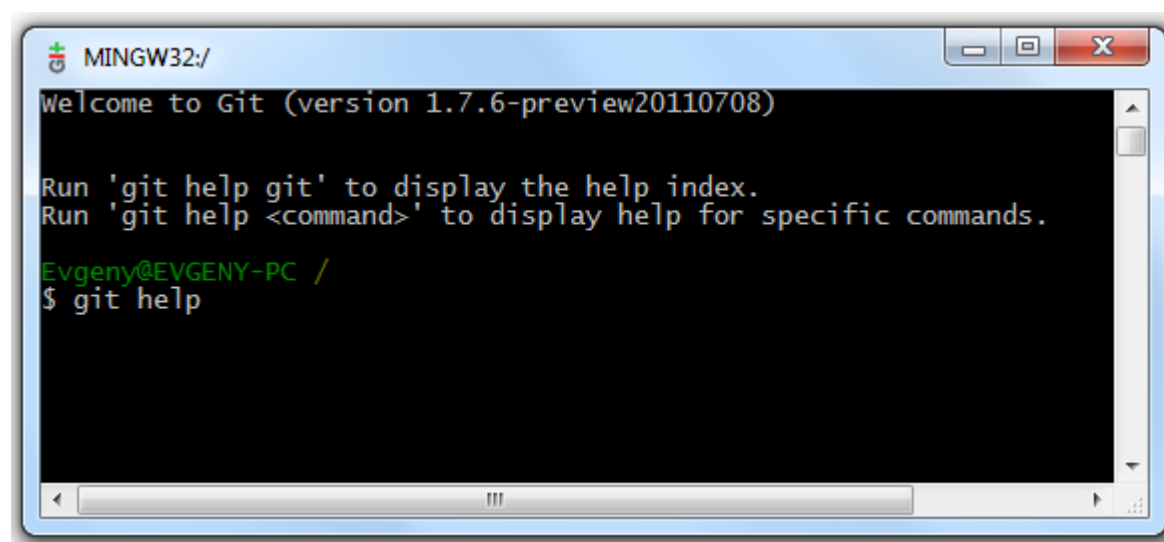 MINGW32:/
Welcome to Git (version 1.7.6-preview20110708)
Run 'git help git' to display the help index.
Run 'git help <command>' to display help for specific commands.
Evgeny@EVGENY-PC /
$ git help